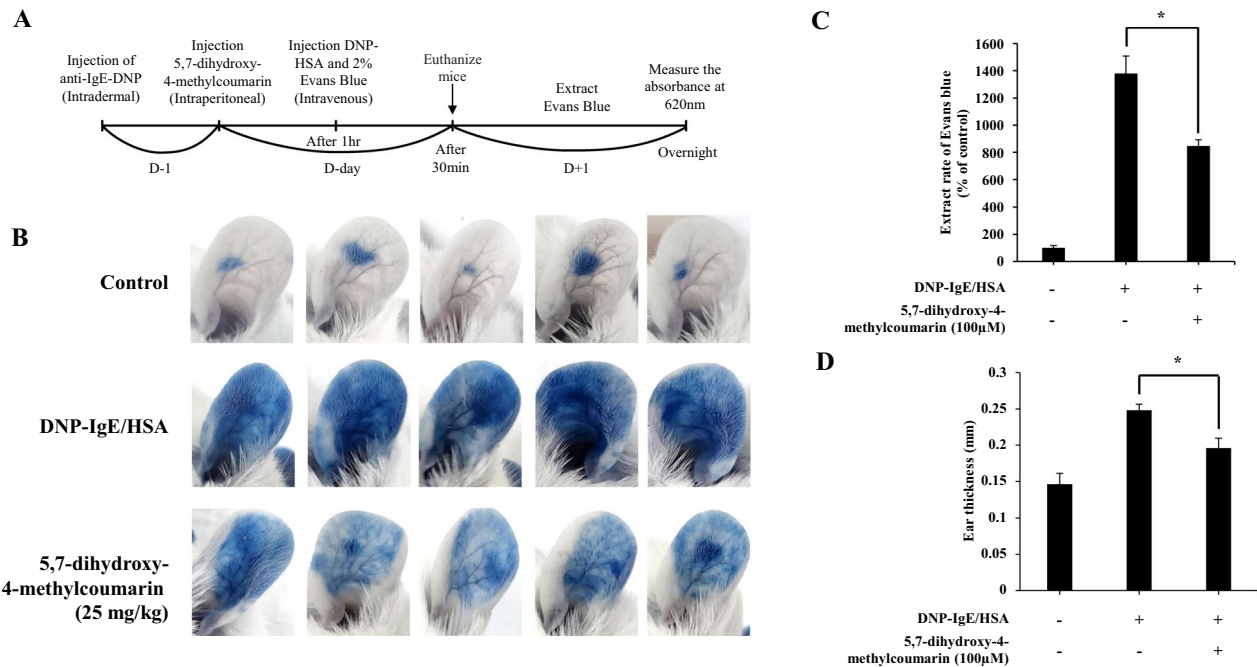 A
Injection of
anti-IgE-DNP
(Intradermal)
Injection
5,7-dihydroxy-
4-methylcoumarin
(Intraperitoneal)
Injection DNP-
HSA and 2%
Evans Blue
(Intravenous)
Euthanize
mice
Extract
Evans Blue
Measure the
absorbance at
620nm
After 1hr
After
30min
Overnight
D-1
D-day
D+1
B
Control
DNP-IgE/HSA
5,7-dihydroxy-
4-methylcoumarin
(25 mg/kg)
C
Extract rate of Evans blue
(% of control)
1600
1400
1200
1000
800
600
400
200
0
*
DNP-IgE/HSA - + +
5,7-dihydroxy-4-
methylcoumarin (100μM) - - +
D
Ear thickness (mm)
0.3
0.25
0.2
0.15
0.1
0.05
0
*
DNP-IgE/HSA - + +
5,7-dihydroxy-4-
methylcoumarin (100μM) - - +